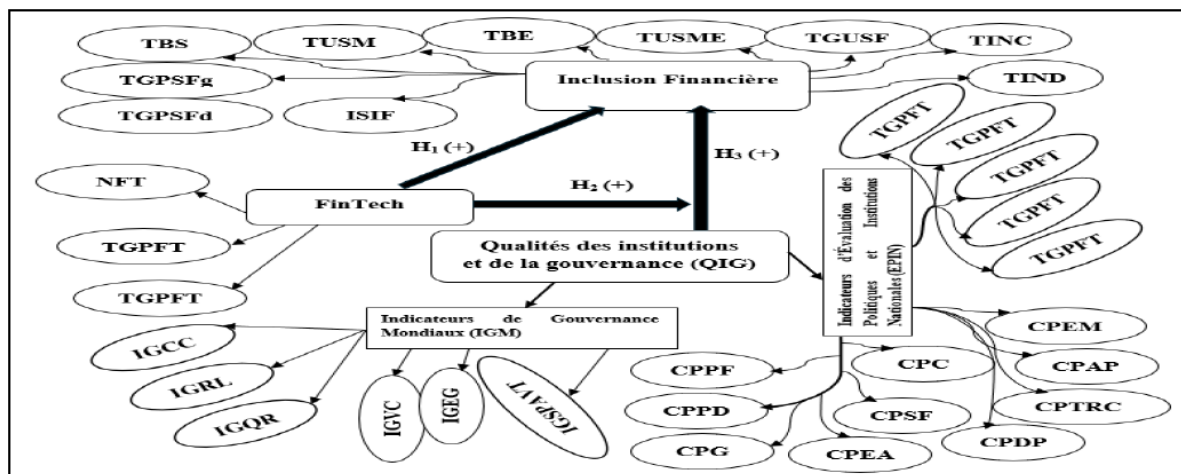 TBS
TUSM
TBE
TUSME
TGUSF
TINC
TGPSFg
Inclusion Financière
TIND
TGPSFd
ISIF
TGPFT
TGPFT
TGPFT
TGPFT
TGPFT
H₁ (+)
H₃ (+)
NFT
H₂ (+)
FinTech
TGPFT
TGPFT
Qualités des institutions
et de la gouvernance (QIG)
Indicateurs d'Évaluation des
Politiques et Institutions
Nationales (EPIN)
Indicateurs de Gouvernance
Mondiaux (IGM)
IGCC
IGRL
IGQR
IGVC
IGEG
IGSPAVT
CPPF
CPC
CPEM
CPPD
CPSF
CPAP
CPG
CPEA
CPTRC
CPDP